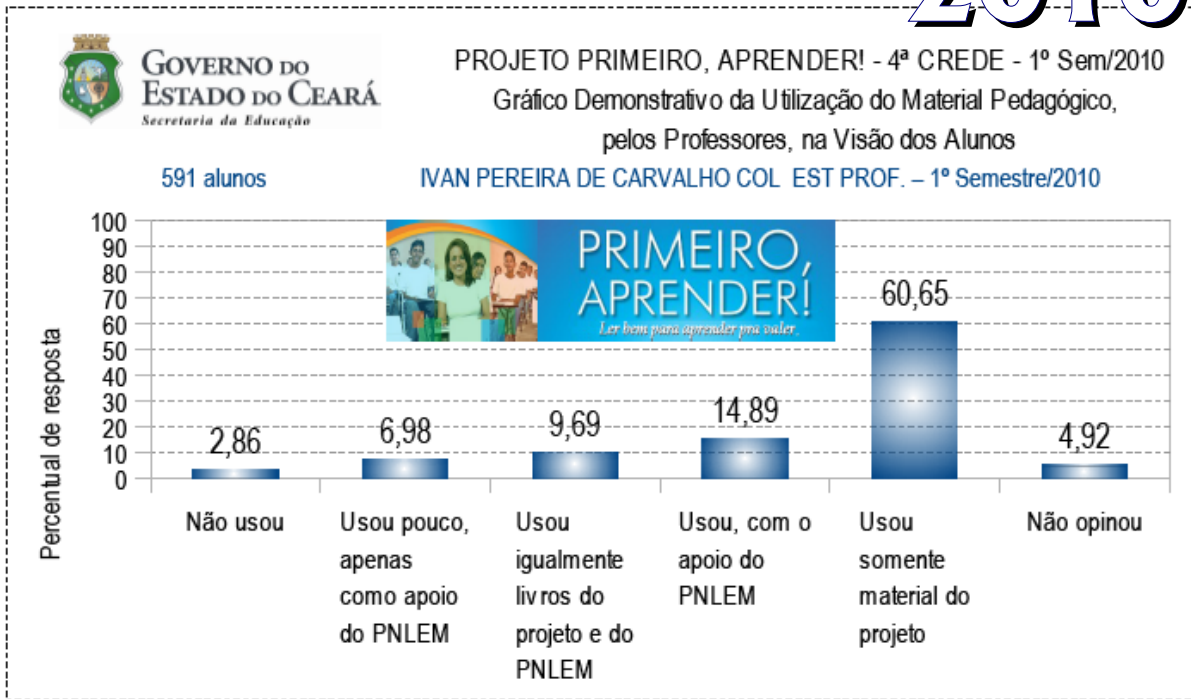 2010
GOVERNO DO
ESTADO DO CEARÁ
Secretaria da Educação
PROJETO PRIMEIRO, APRENDER! - 4ª CREDE - 1º Sem/2010
Gráfico Demonstrativo da Utilização do Material Pedagógico,
pelos Professores, na Visão dos Alunos
591 alunos
IVAN PEREIRA DE CARVALHO COL EST PROF. – 1º Semestre/2010
PRIMEIRO,
APRENDER!
Ler bem para aprender pra valer
Percentual de resposta
100
90
80
70
60
50
40
30
20
10
0
2,86
6,98
9,69
14,89
60,65
4,92
Não usou
Usou pouco,
apenas
como apoio
do PNLEM
Usou
igualmente
livros do
projeto e do
PNLEM
Usou, com o
apoio do
PNLEM
Usou
somente
material do
projeto
Não opinou